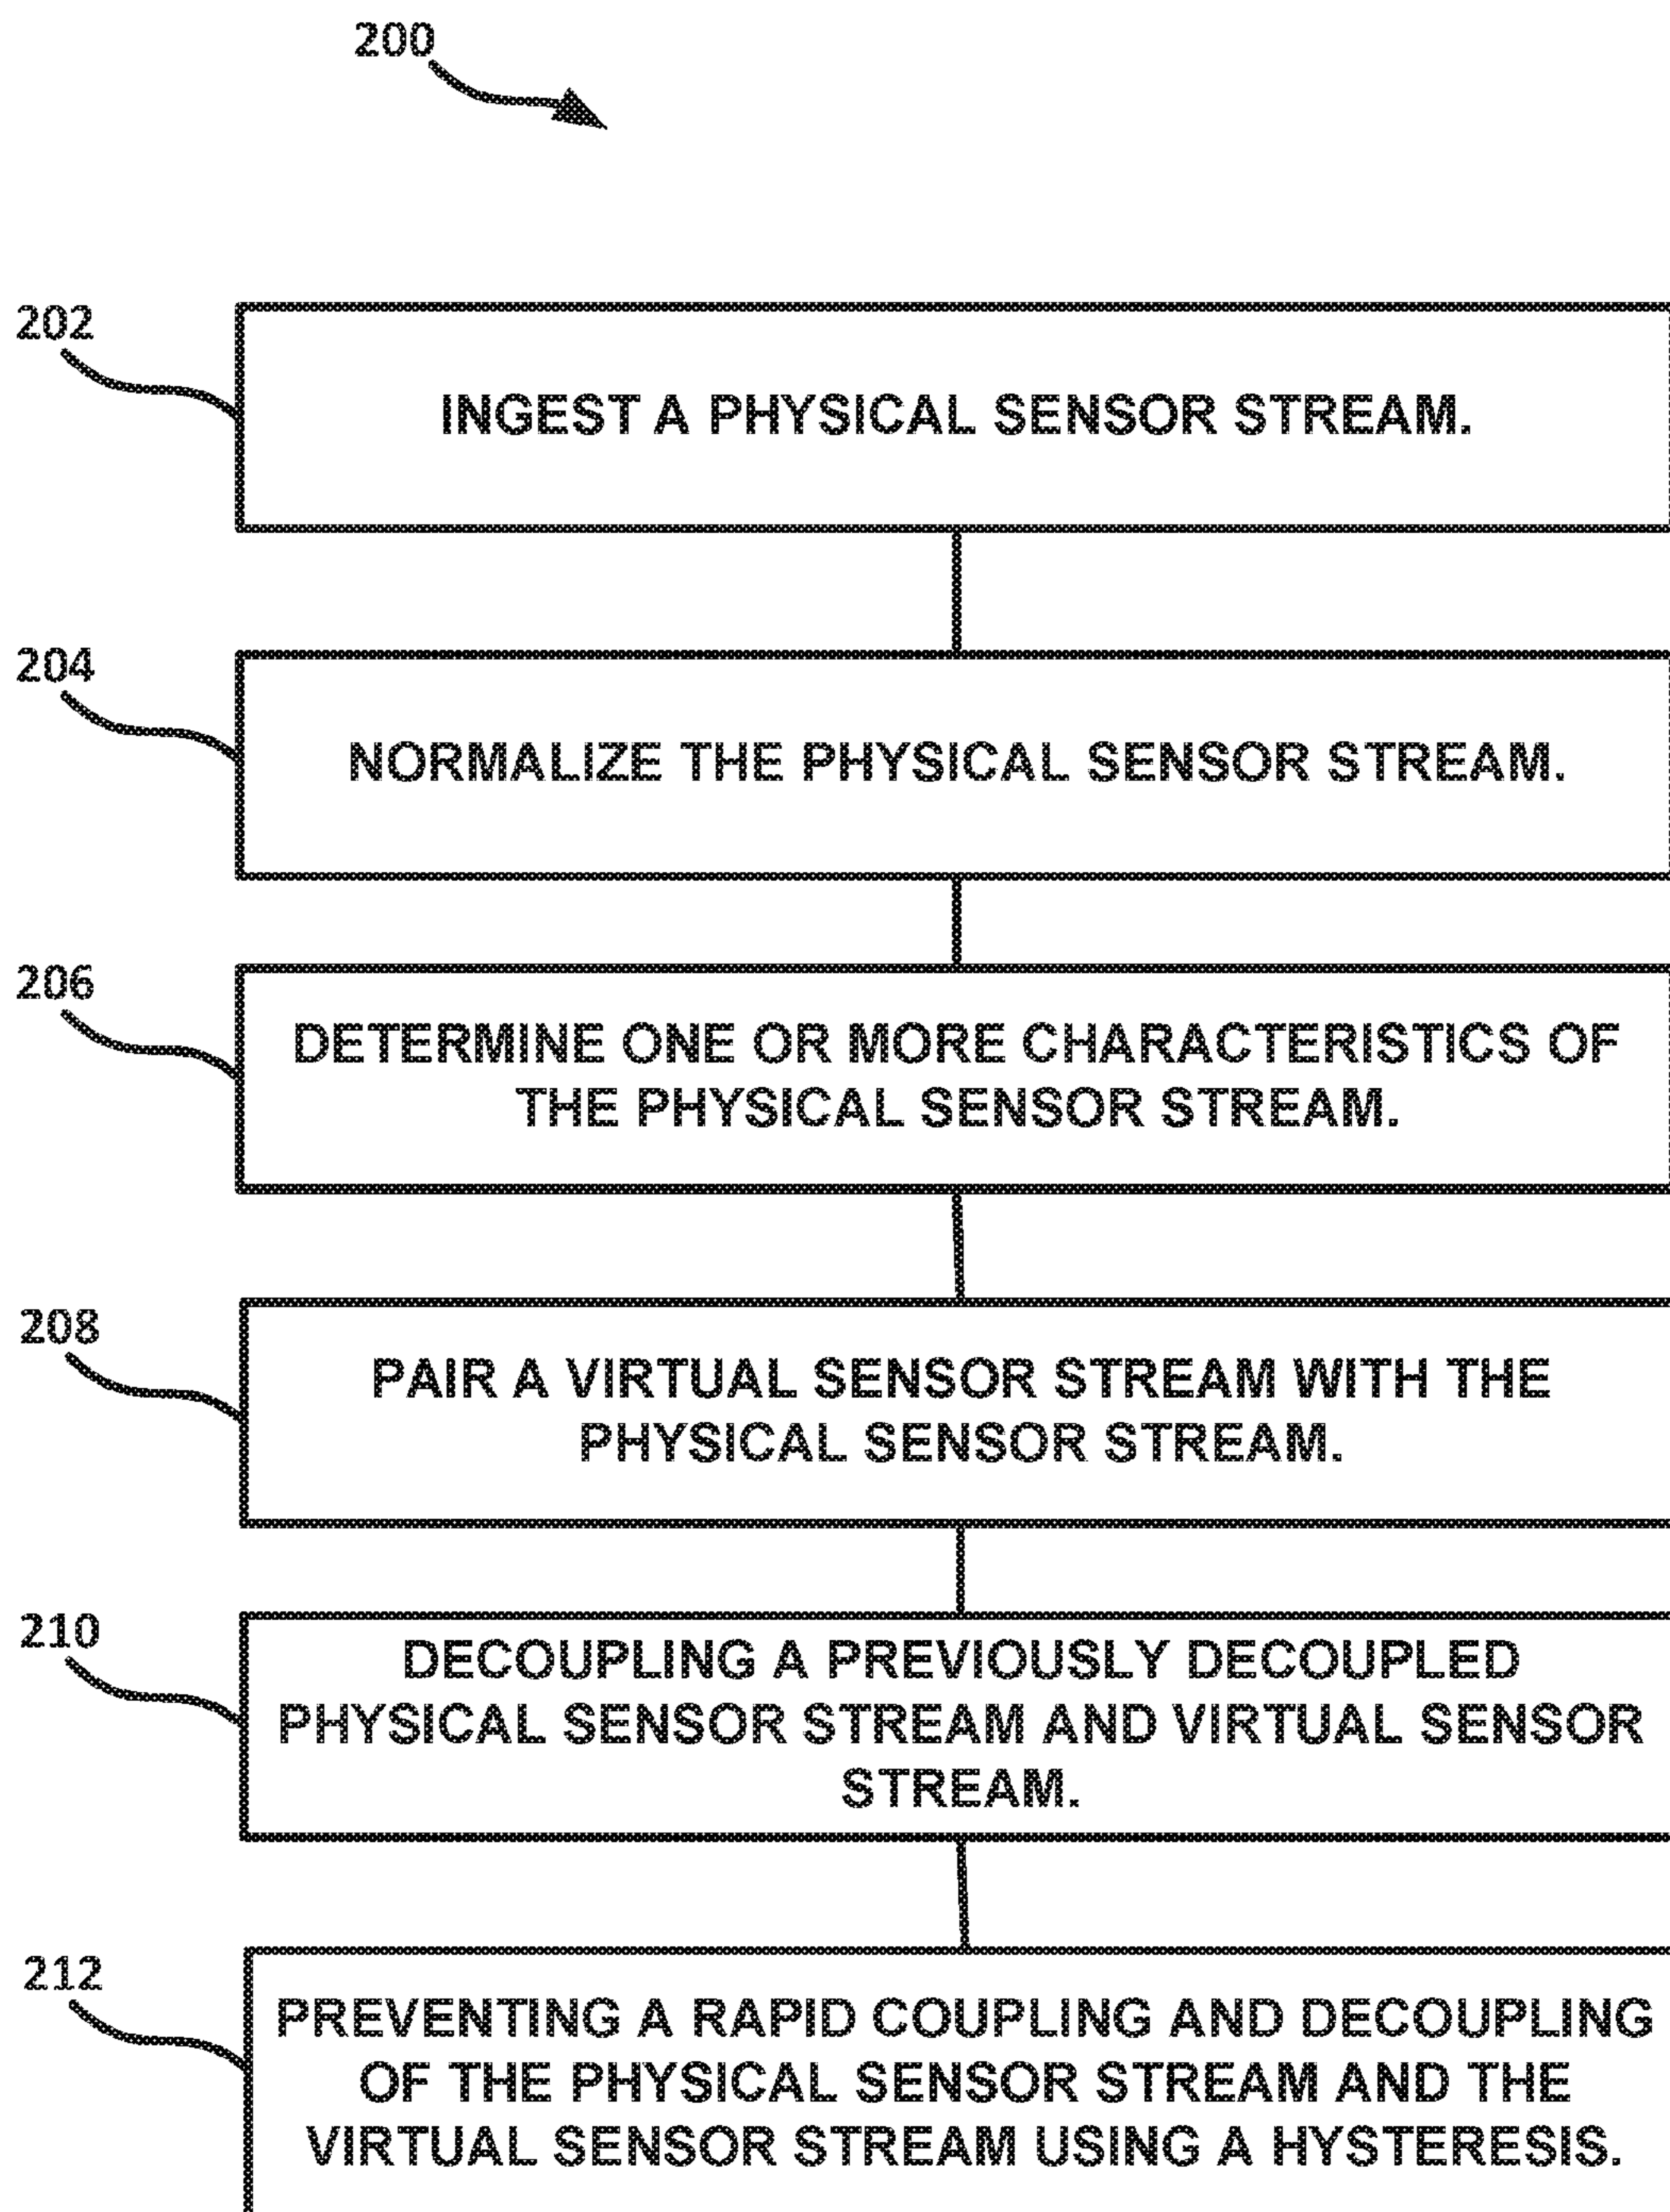 200
202
INGEST A PHYSICAL SENSOR STREAM.
204
NORMALIZE THE PHYSICAL SENSOR STREAM.
206
DETERMINE ONE OR MORE CHARACTERISTICS OF
THE PHYSICAL SENSOR STREAM.
208
PAIR A VIRTUAL SENSOR STREAM WITH THE
PHYSICAL SENSOR STREAM.
210
DECOUPLING A PREVIOUSLY DECOUPLED
PHYSICAL SENSOR STREAM AND VIRTUAL SENSOR
STREAM.
212
PREVENTING A RAPID COUPLING AND DECOUPLING
OF THE PHYSICAL SENSOR STREAM AND THE
VIRTUAL SENSOR STREAM USING A HYSTERESIS.